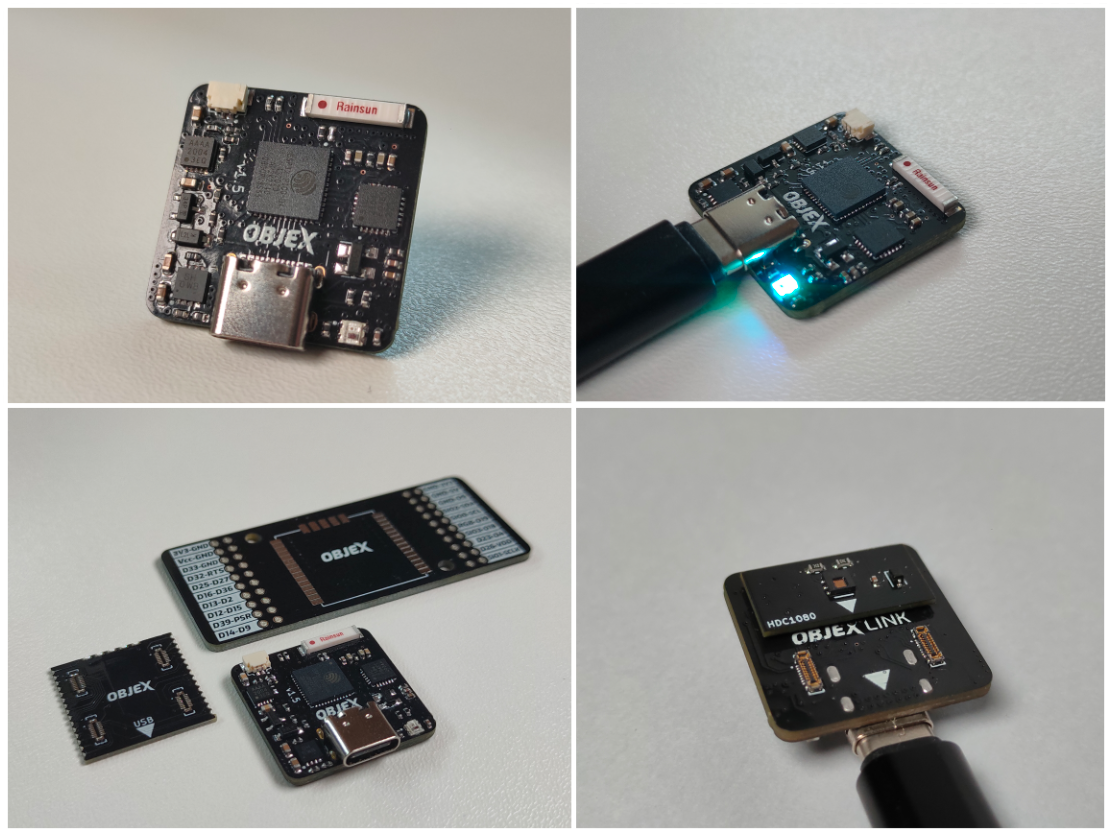 Rainsun
v1.5
OBJEX
Rainsun
OBJEX
OBJEX
3V3-GND
Vcc-GND
D33-GND
D32-RTS
D25-D27
D16-D36
D13-D2
D12-D15
D39-PSR
D14-D9
OBJEX
USB
Rainsun
v1.5
OBJEX
HDC1080
OBJEX LINK